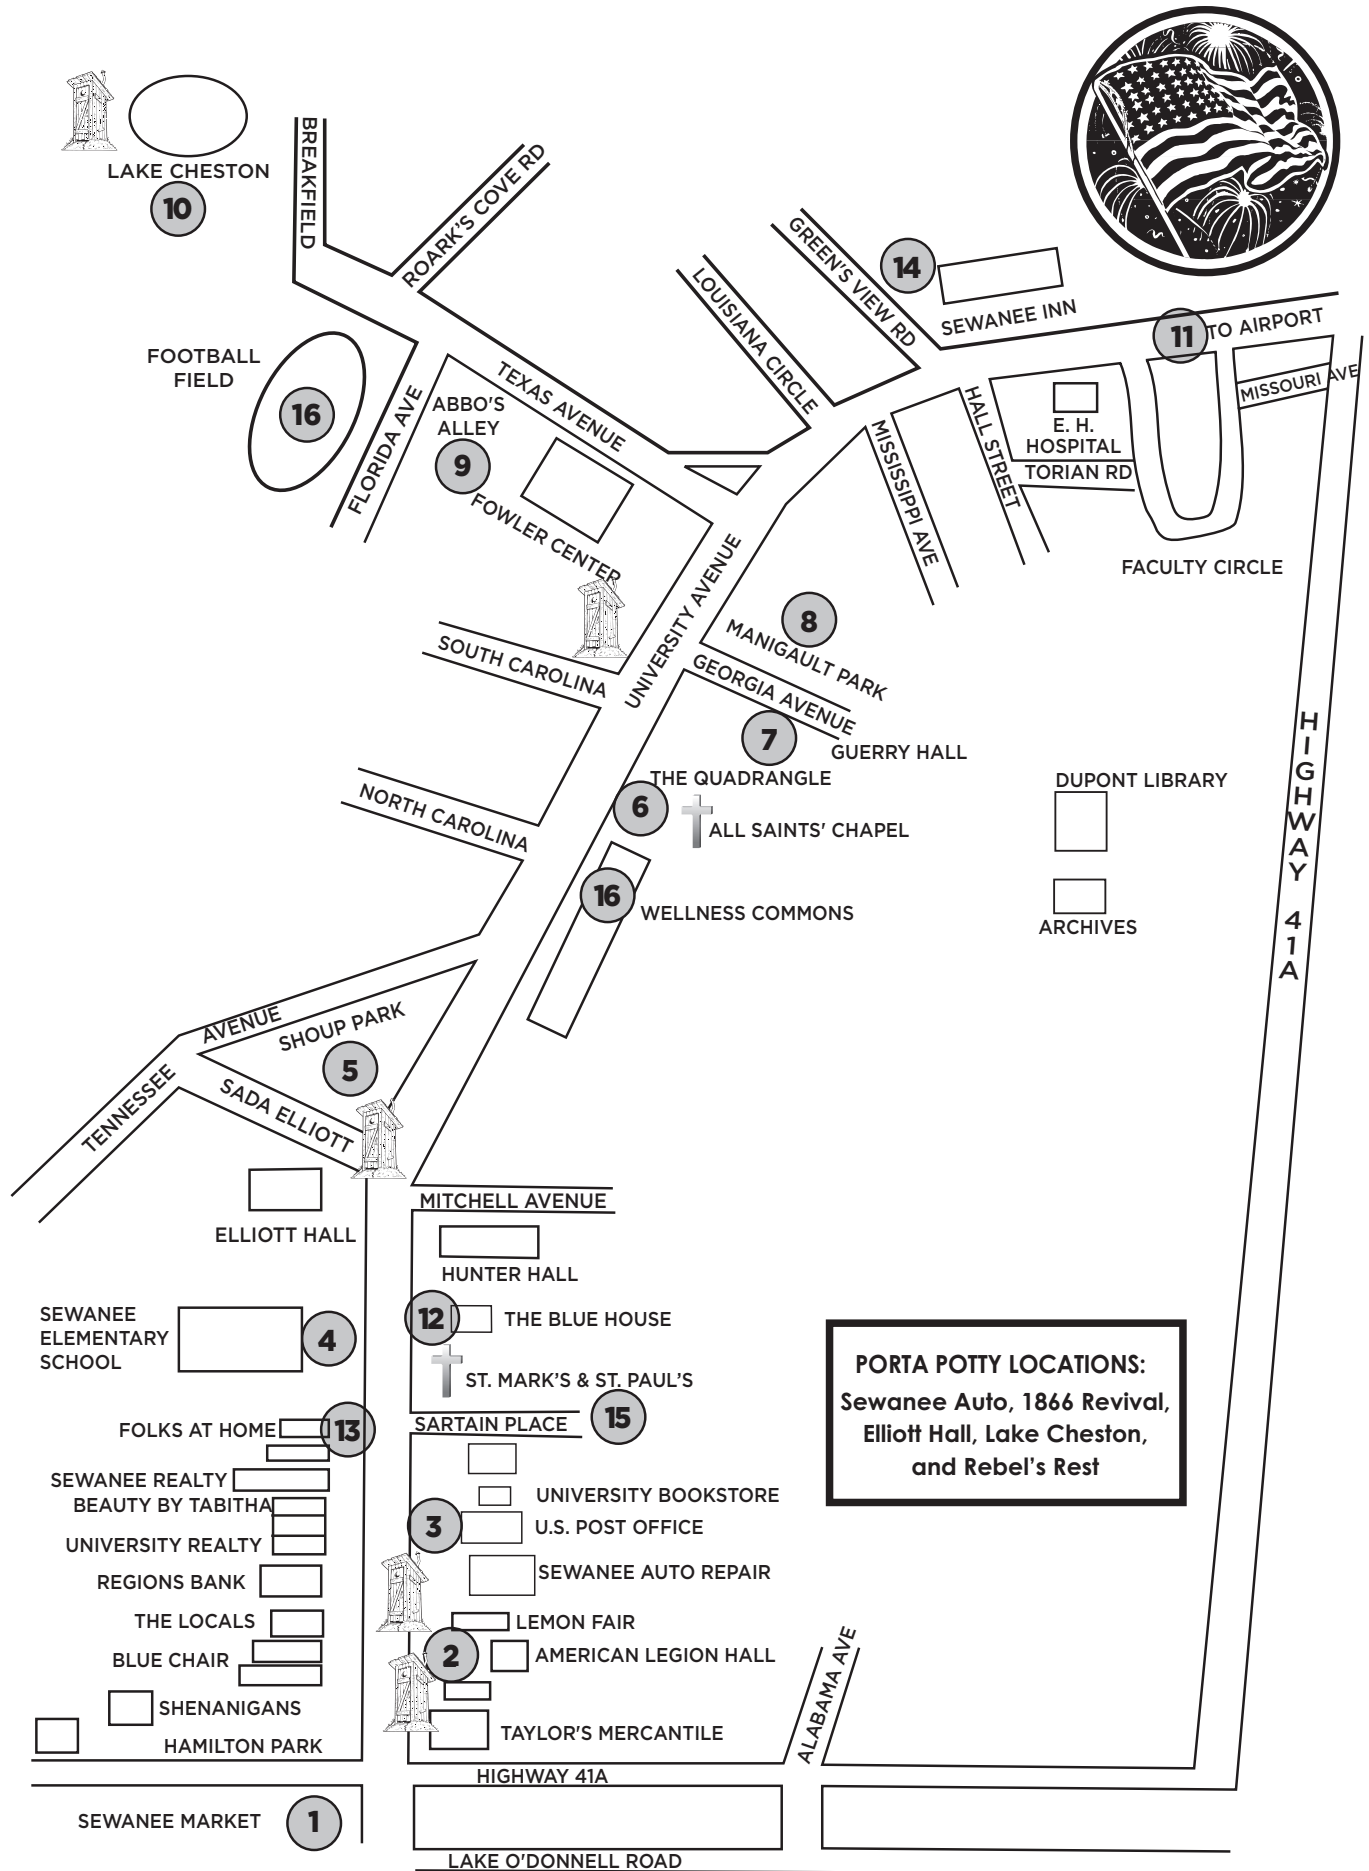 LAKE CHESTON
10
BREAKFIELD
ROARK'S COVE RD
GREEN'S VIEW RD
LOUISIANA CIRCLE
14
SEWANEE INN
11
TO AIRPORT
MISSOURI AVE
FOOTBALL
FIELD
16
FLORIDA AVE
TEXAS AVENUE
ABBO'S
ALLEY
9
FOWLER CENTER
MISSISSIPPI AVE
HALL STREET
E. H.
HOSPITAL
TORIAN RD
FACULTY CIRCLE
UNIVERSITY AVENUE
8
MANIGAULT PARK
SOUTH CAROLINA
GEORGIA AVENUE
7
GUERRY HALL
THE QUADRANGLE
6
ALL SAINTS' CHAPEL
DUPONT LIBRARY
NORTH CAROLINA
16
WELLNESS COMMONS
ARCHIVES
HIGHWAY 41A
TENNESSEE
AVENUE
SHOUP PARK
5
SADA ELLIOTT
MITCHELL AVENUE
ELLIOTT HALL
HUNTER HALL
SEWANEE
ELEMENTARY
SCHOOL
4
12
THE BLUE HOUSE
ST. MARK'S & ST. PAUL'S
15
FOLKS AT HOME
13
SARTAIN PLACE
SEWANEE REALTY
BEAUTY BY TABITHA
UNIVERSITY BOOKSTORE
3
U.S. POST OFFICE
UNIVERSITY REALTY
SEWANEE AUTO REPAIR
REGIONS BANK
THE LOCALS
LEMON FAIR
BLUE CHAIR
2
AMERICAN LEGION HALL
SHENANIGANS
TAYLOR'S MERCANTILE
HAMILTON PARK
ALABAMA AVE
HIGHWAY 41A
SEWANEE MARKET
1
LAKE O'DONNELL ROAD
PORTA POTTY LOCATIONS:
Sewanee Auto, 1866 Revival,
Elliott Hall, Lake Cheston,
and Rebel's Rest